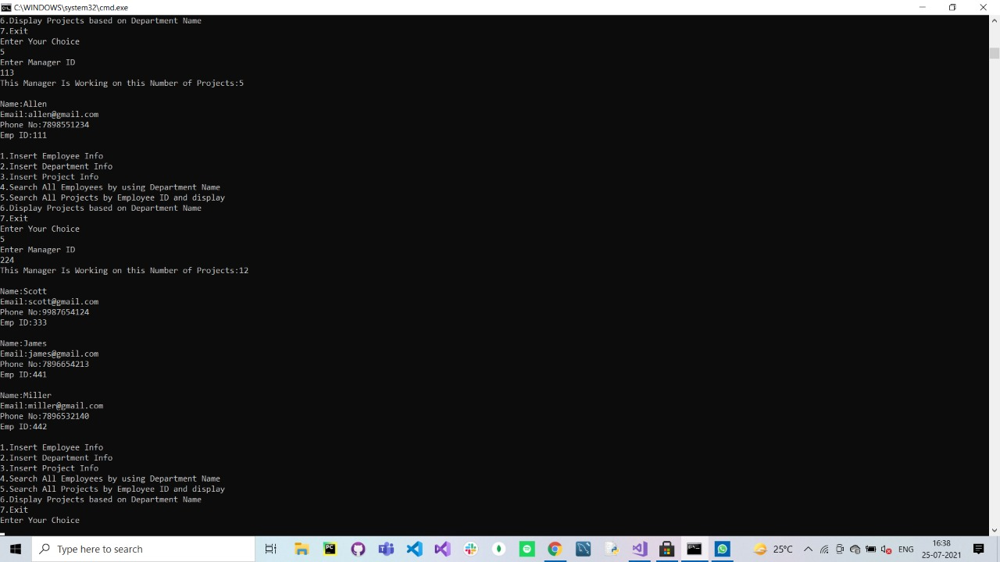 C:\WINDOWS\system32\cmd.exe
6.Display Projects based on Department Name
7.Exit
Enter Your Choice
5
Enter Manager ID
113
This Manager Is Working on this Number of Projects:5
Name:Allen
Email:allen@gmail.com
Phone No:7898551234
Emp ID:111
1.Insert Employee Info
2.Insert Department Info
3.Insert Project Info
4.Search All Employees by using Department Name
5.Search All Projects by Employee ID and display
6.Display Projects based on Department Name
7.Exit
Enter Your Choice
5
Enter Manager ID
224
This Manager Is Working on this Number of Projects:12
Name:Scott
Email:scott@gmail.com
Phone No:9987654124
Emp ID:333
Name:James
Email:james@gmail.com
Phone No:7896654213
Emp ID:441
Name:Miller
Email:miller@gmail.com
Phone No:7896532140
Emp ID:442
1.Insert Employee Info
2.Insert Department Info
3.Insert Project Info
4.Search All Employees by using Department Name
5.Search All Projects by Employee ID and display
6.Display Projects based on Department Name
7.Exit
Enter Your Choice
Type here to search
PC
25°C
ENG
16:38
25-07-2021